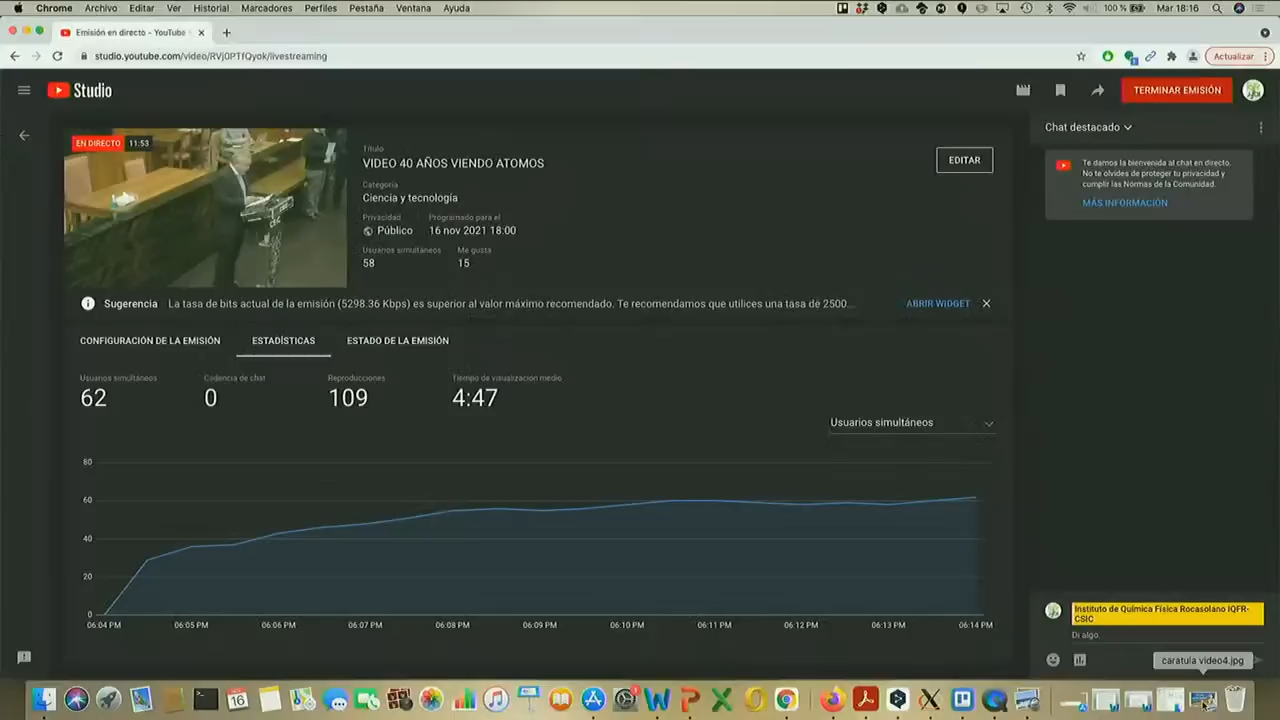 Chrome Archivo Editar Ver Historial Marcadores Perfiles Pestaña Ventana Ayuda 100 % Mar 18:16
Emisión en directo - YouTube
studio.youtube.com/video/RVj0PTfQyok/livestreaming
Actualizar
Studio
TERMINAR EMISIÓN
Chat destacado
EN DIRECTO 11:53
Título
VIDEO 40 AÑOS VIENDO ATOMOS
EDITAR
Categoría
Ciencia y tecnología
Privacidad Programado para el
Público 16 nov 2021 18:00
Usuarios simultáneos Me gusta
58 15
Te damos la bienvenida al chat en directo.
No te olvides de proteger tu privacidad y
cumplir las Normas de la Comunidad.
MÁS INFORMACIÓN
Sugerencia La tasa de bits actual de la emisión (5298.36 Kbps) es superior al valor máximo recomendado. Te recomendamos que utilices una tasa de 2500... ABRIR WIDGET
CONFIGURACIÓN DE LA EMISIÓN ESTADÍSTICAS ESTADO DE LA EMISIÓN
Usuarios simultáneos Cadencia de chat Reproducciones Tiempo de visualización medio
62 0 109 4:47
Usuarios simultáneos
80
60
40
20
0
06:04 PM 06:05 PM 06:06 PM 06:07 PM 06:08 PM 06:09 PM 06:10 PM 06:11 PM 06:12 PM 06:13 PM 06:14 PM
Instituto de Química Física Rocasolano IQFR-
CSIC
Di algo.
caratula video4.jpg
16